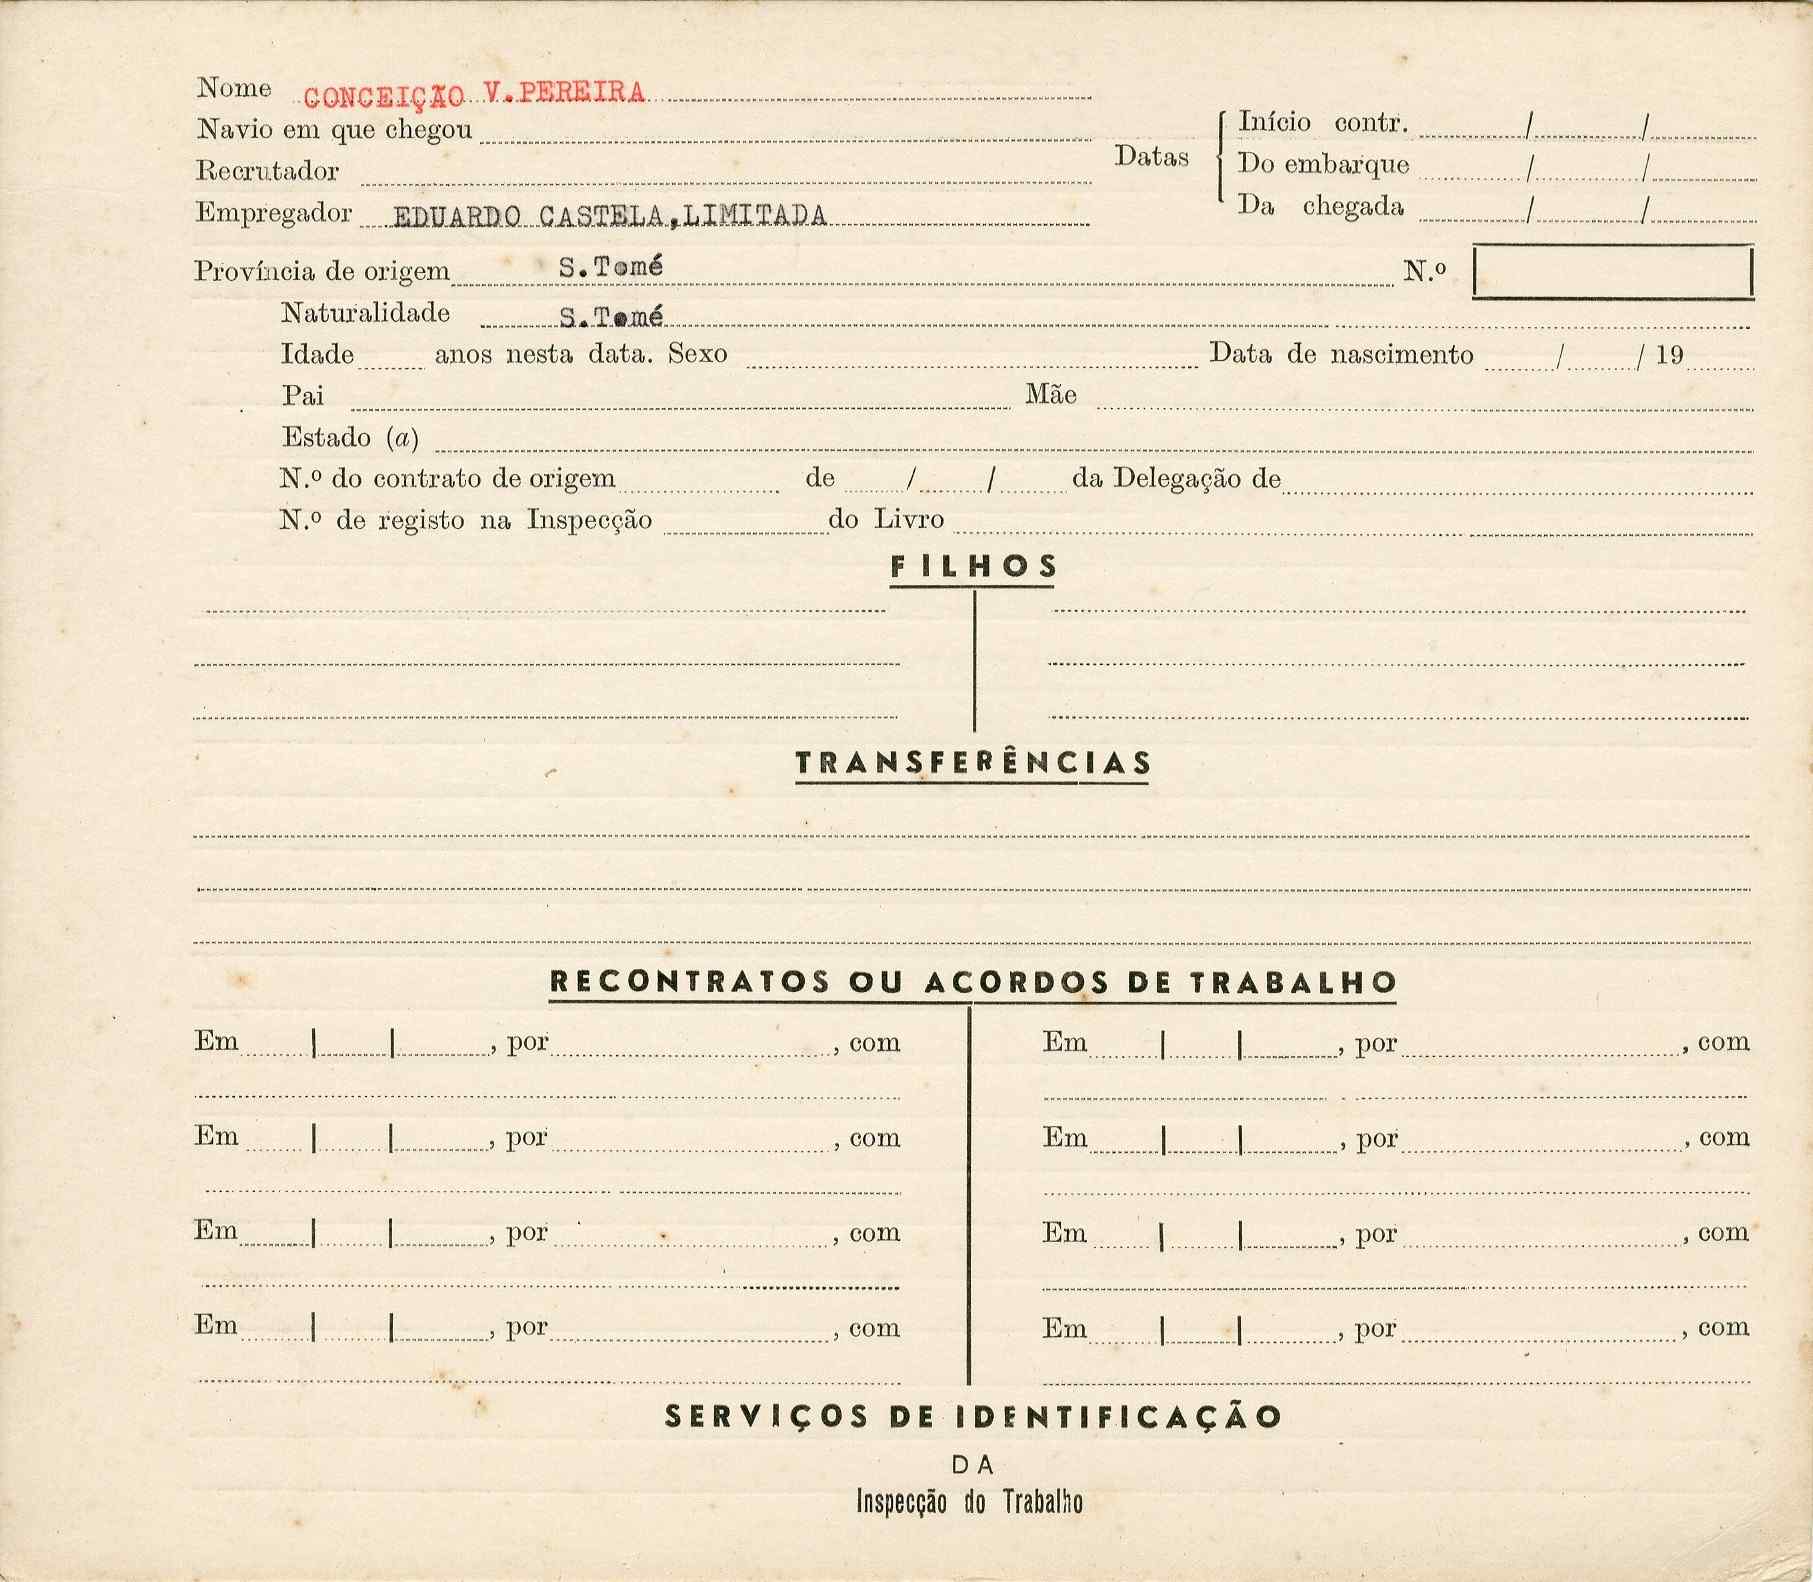 Nome CONCEIÇÃO V.PEREIRA
Navio em que chegou
Recrutador
Empregador EDUARDO CASTELA,LIMITADA
Datas
Início contr. / /
Do embarque / /
Da chegada / /
Província de origem S.Tomé N.º
Naturalidade S.Tomé
Idade anos nesta data. Sexo Data de nascimento / / 19
Pai Mãe
Estado (a)
N.º do contrato de origem de / / da Delegação de
N.º de registo na Inspecção do Livro
FILHOS
TRANSFERÊNCIAS
RECONTRATOS OU ACORDOS DE TRABALHO
Em | | , por , com Em | | , por , com
Em | | , por , com Em | | , por , com
Em | | , por , com Em | | , por , com
Em | | , por , com Em | | , por , com
SERVIÇOS DE IDENTIFICAÇÃO
DA
Inspecção do Trabalho